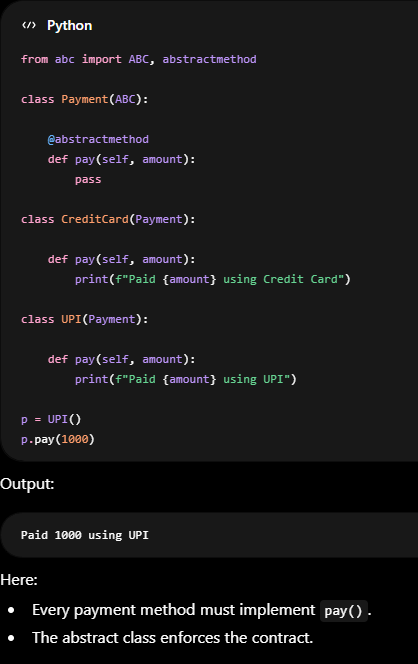 </> Python
from abc import ABC, abstractmethod
class Payment(ABC):
    @abstractmethod
    def pay(self, amount):
        pass
class CreditCard(Payment):
    def pay(self, amount):
        print(f"Paid {amount} using Credit Card")
class UPI(Payment):
    def pay(self, amount):
        print(f"Paid {amount} using UPI")
p = UPI()
p.pay(1000)
Output:
Paid 1000 using UPI
Here:
• Every payment method must implement pay().
• The abstract class enforces the contract.